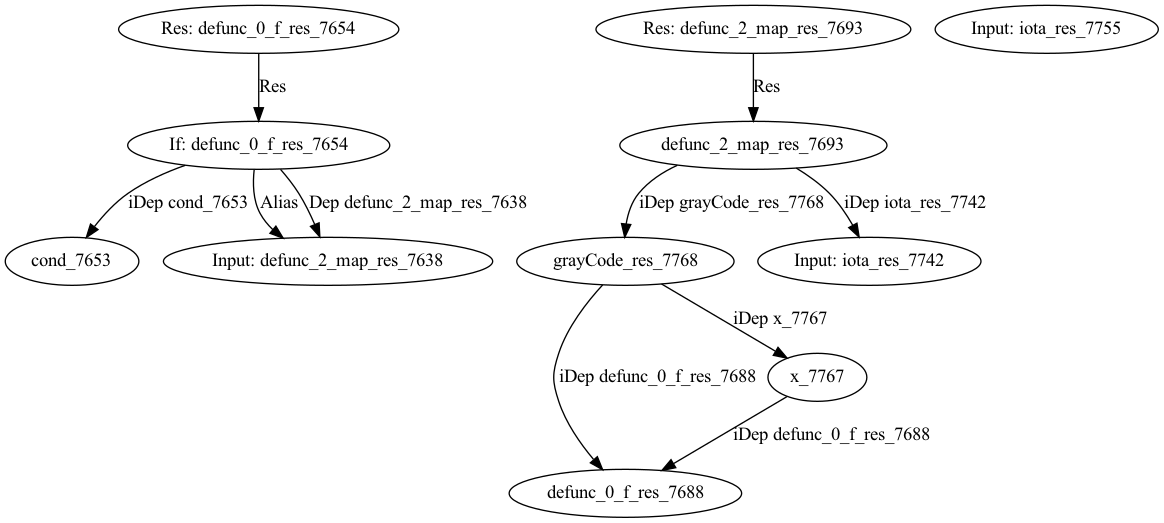 Res: defunc_0_f_res_7654
Res: defunc_2_map_res_7693
Input: iota_res_7755
Res
Res
If: defunc_0_f_res_7654
defunc_2_map_res_7693
iDep cond_7653
Alias
Dep defunc_2_map_res_7638
iDep grayCode_res_7768
iDep iota_res_7742
cond_7653
Input: defunc_2_map_res_7638
grayCode_res_7768
Input: iota_res_7742
iDep x_7767
iDep defunc_0_f_res_7688
x_7767
iDep defunc_0_f_res_7688
defunc_0_f_res_7688